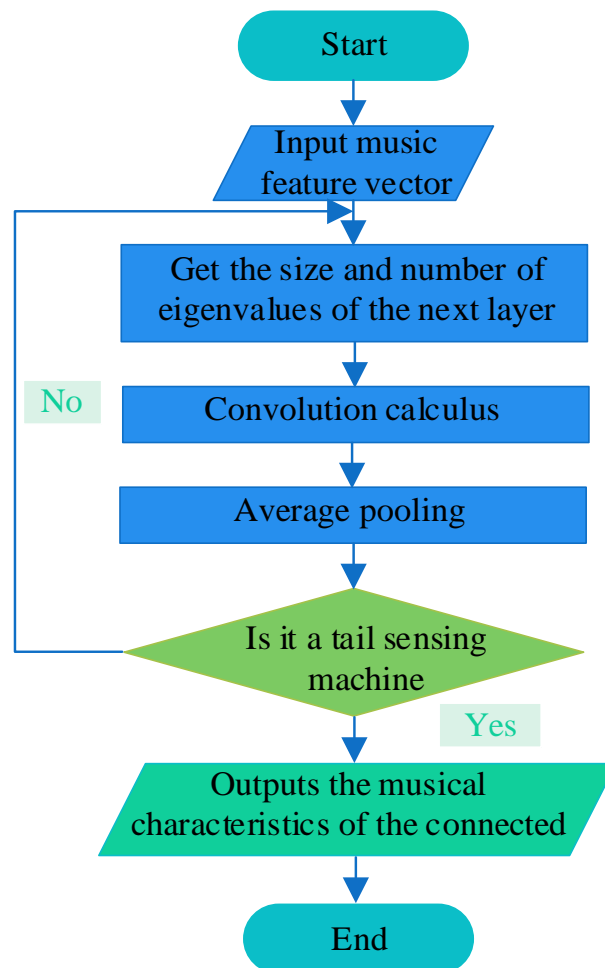 Start
Input music
feature vector
Get the size and number of
eigenvalues of the next layer
No
Convolution calculus
Average pooling
Is it a tail sensing
machine
Yes
Outputs the musical
characteristics of the connected
End